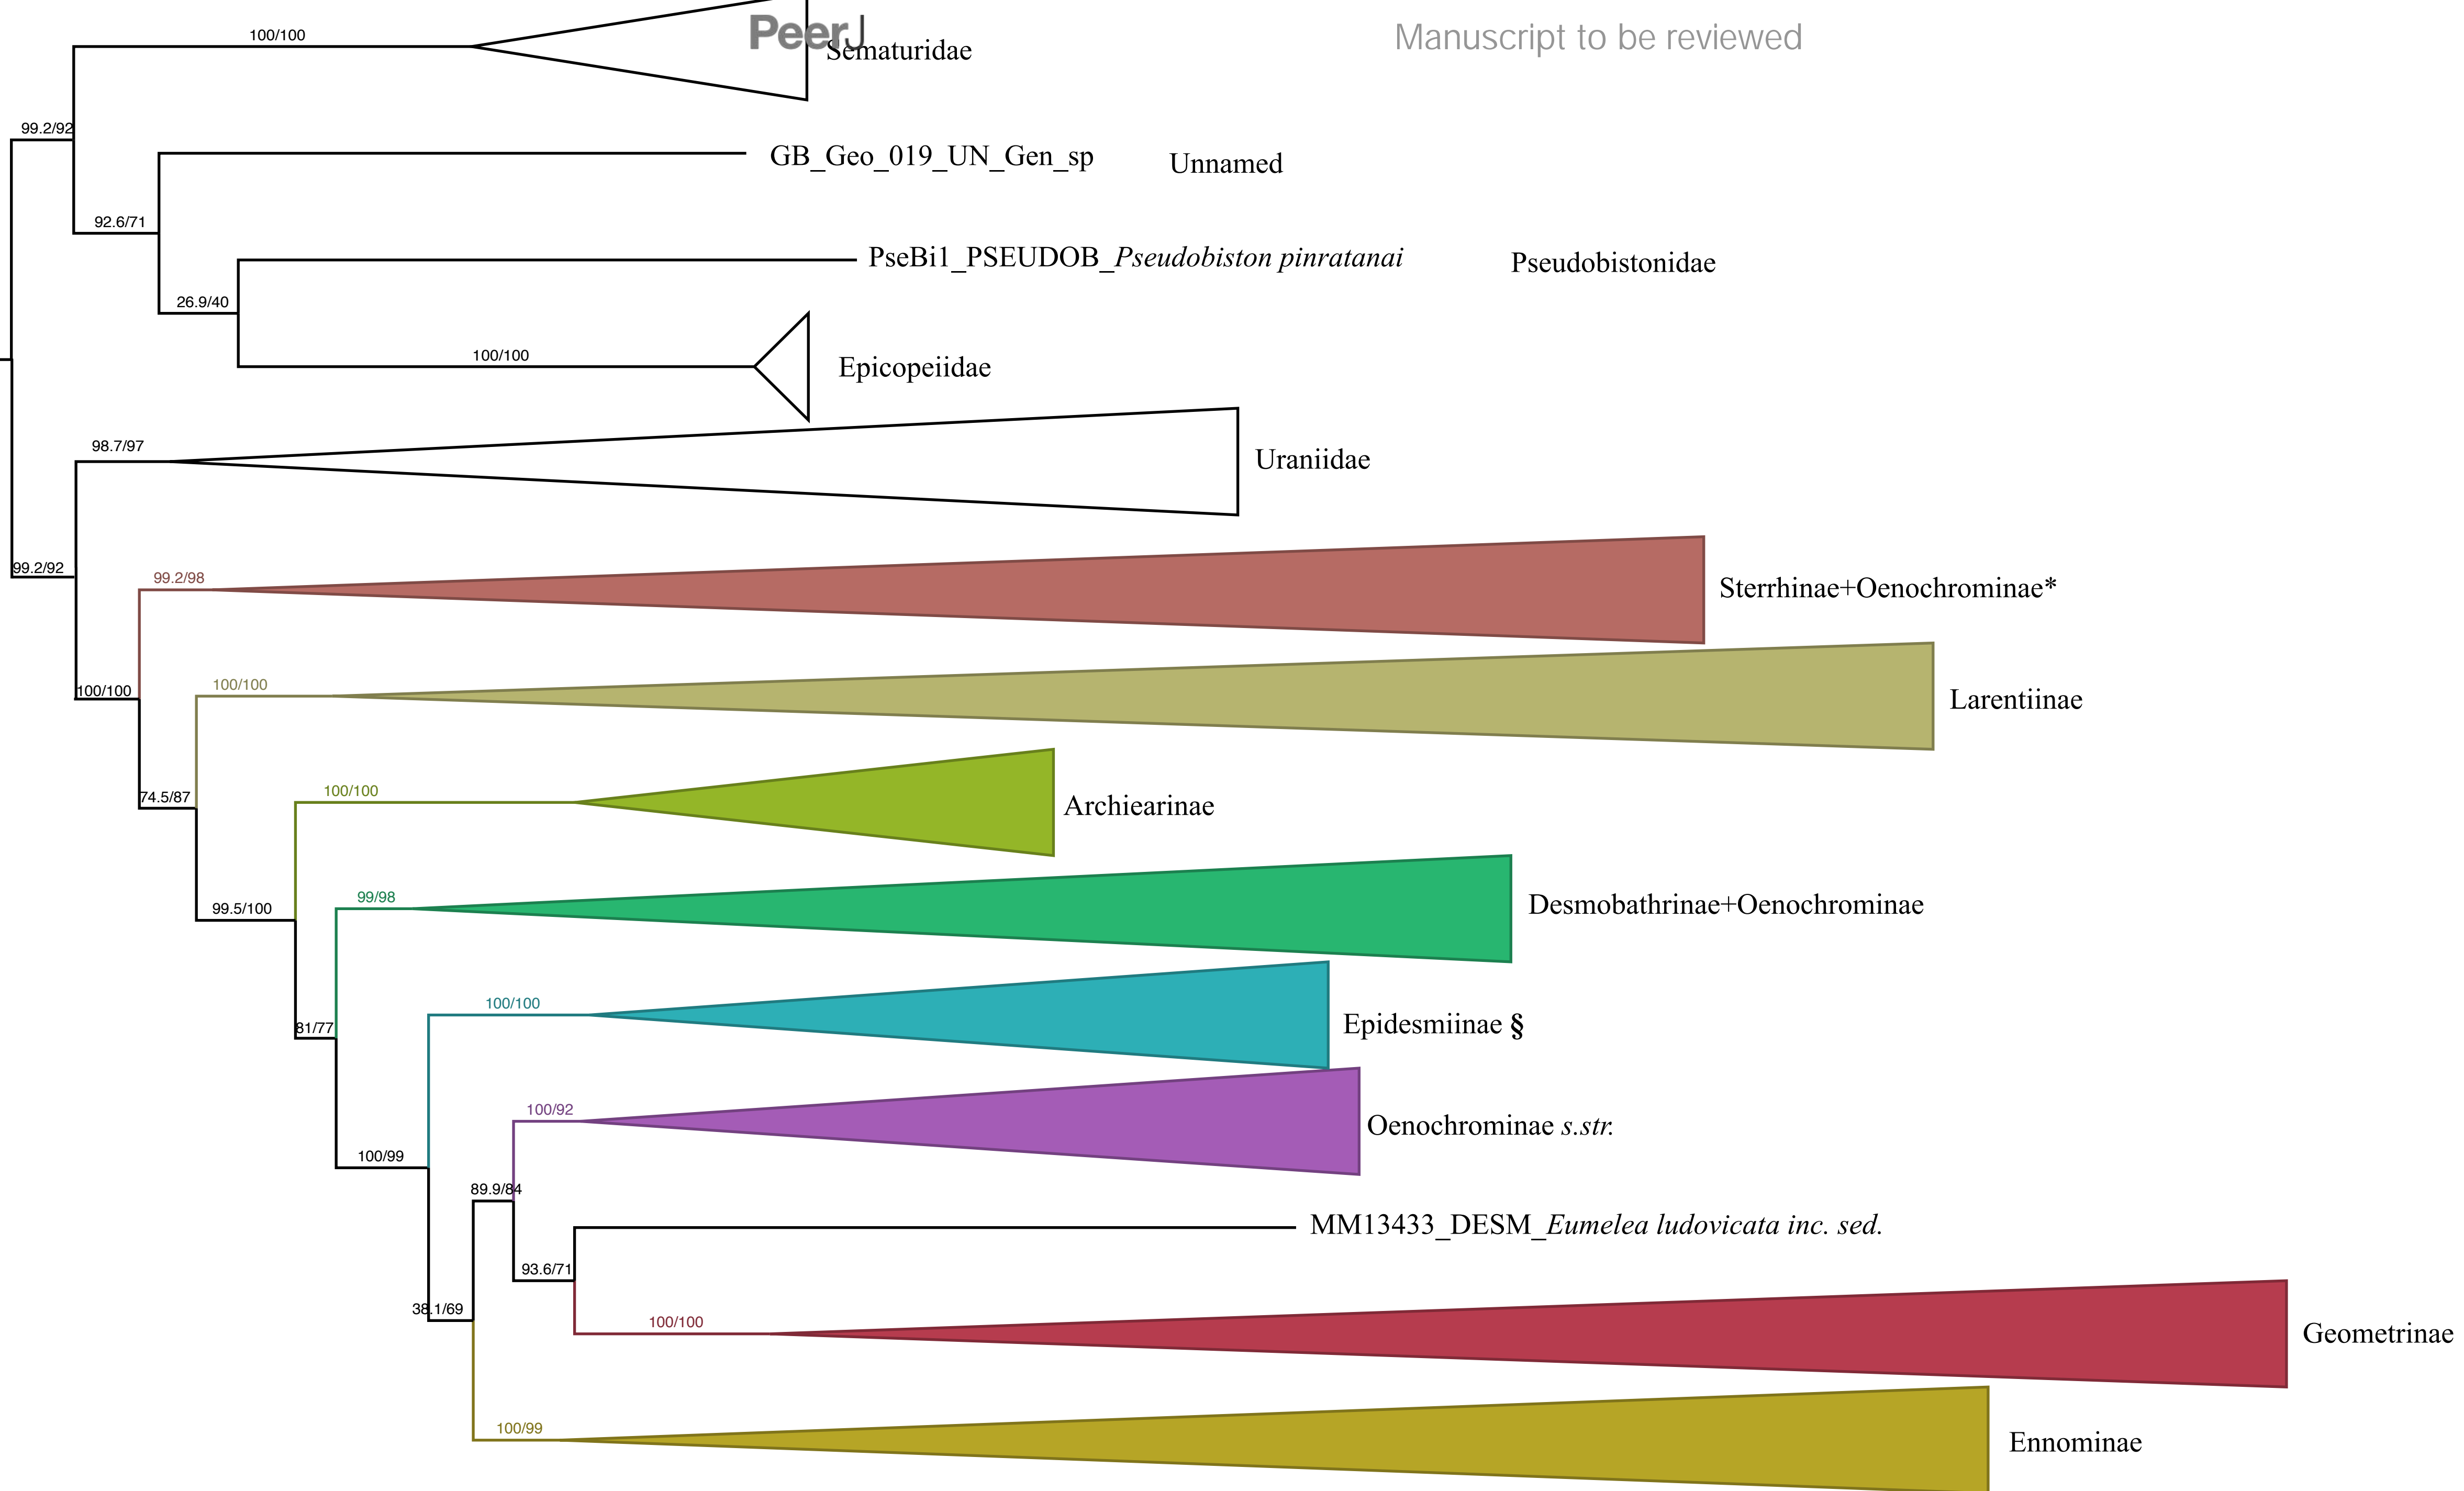 PeerJ
Manuscript to be reviewed
100/100
Sematuridae
99.2/92
GB_Geo_019_UN_Gen_sp Unnamed
92.6/71
PseBi1_PSEUDOB_Pseudobiston pinratanai Pseudobistonidae
26.9/40
100/100
Epicopeiidae
98.7/97
Uraniidae
99.2/92
99.2/98
Sterrhinae+Oenochrominae*
100/100
100/100
Larentiinae
74.5/87
100/100
Archiearinae
99.5/100
99/98
Desmobathrinae+Oenochrominae
81/77
100/100
Epidesmiinae §
100/99
100/92
Oenochrominae s.str.
89.9/84
MM13433_DESM_Eumelea ludovicata inc. sed.
93.6/71
38.1/69
100/100
Geometrinae
100/99
Ennominae